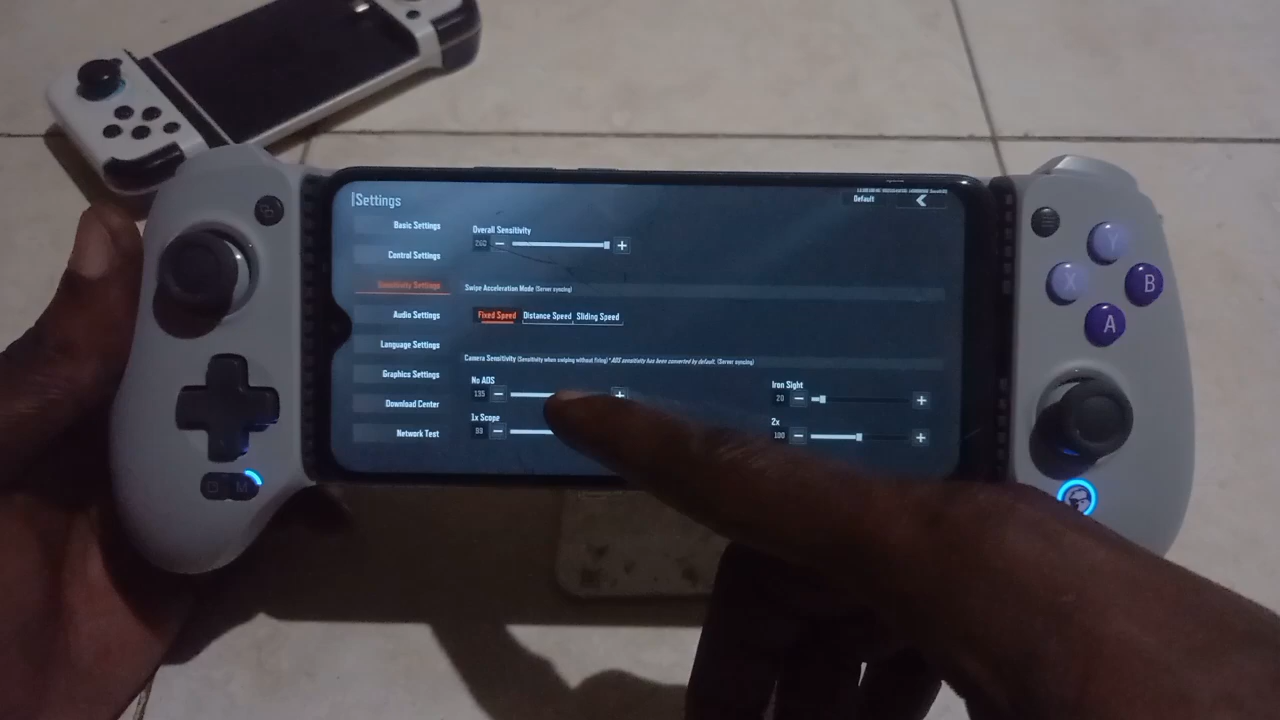 Settings
Default
Basic Settings
Overall Sensitivity
260
Control Settings
Sensitivity Settings
Swipe Acceleration Mode (Server syncing)
Audio Settings
Fixed Speed Distance Speed Sliding Speed
Language Settings
Camera Sensitivity (Sensitivity when swiping without firing) * ADS sensitivity has been converted by default. (Server syncing)
Graphics Settings
No ADS
Iron Sight
135
20
Download Center
1x Scope
2x
Network Test
99
100
Y
X
B
A
M